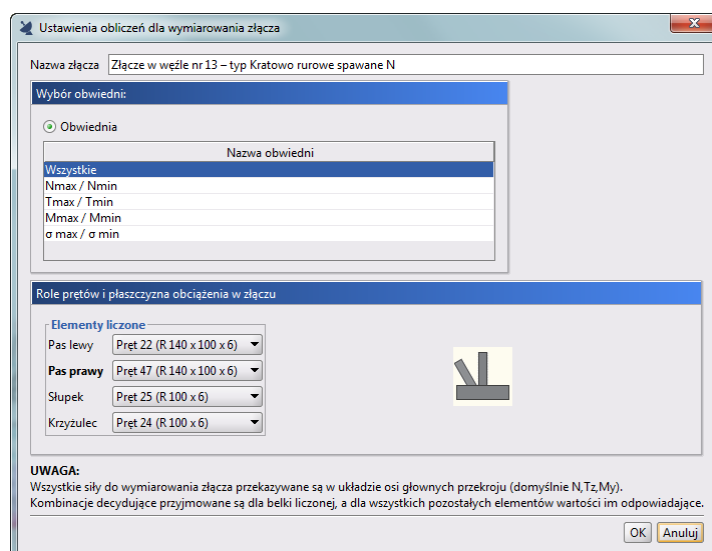 Ustawienia obliczeń dla wymiarowania złącza
x
Nazwa złącza Złącze w węźle nr 13 – typ Kratowo rurowe spawane N
Wybór obwiedni:
Obwiednia
Nazwa obwiedni
Wszystkie
Nmax / Nmin
Tmax / Tmin
Mmax / Mmin
σ max / σ min
Role prętów i płaszczyzna obciążenia w złączu
Elementy liczone
Pas lewy Pręt 22 (R 140 x 100 x 6)
Pas prawy Pręt 47 (R 140 x 100 x 6)
Słupek Pręt 25 (R 100 x 6)
Krzyżulec Pręt 24 (R 100 x 6)
UWAGA:
Wszystkie siły do wymiarowania złącza przekazywane są w układzie osi głownych przekroju (domyślnie N,Tz,My).
Kombinacje decydujące przyjmowane są dla belki liczonej, a dla wszystkich pozostałych elementów wartości im odpowiadające.
OK Anuluj